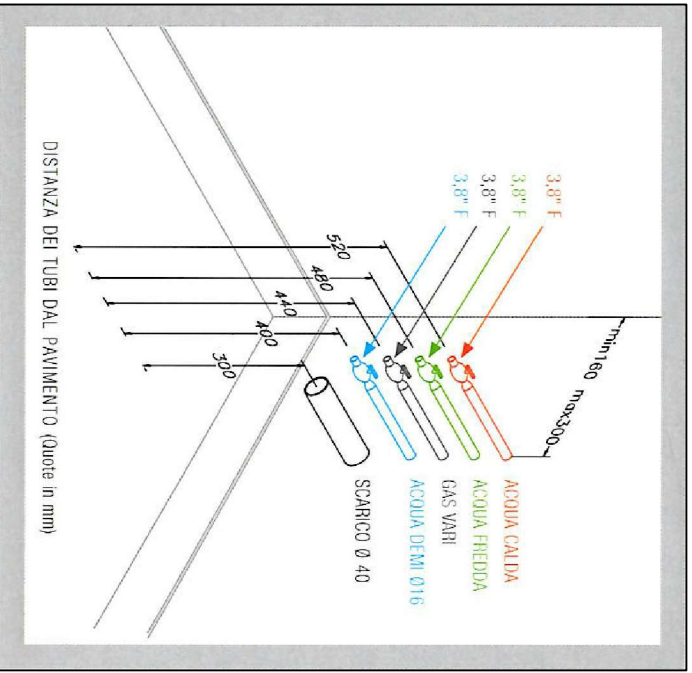 3,8" F
3,8" F
3,8" F
3,8" F
min160 max300
ACQUA CALDA
ACQUA FREDDA
GAS VARI
ACQUA DEMI Ø16
SCARICO Ø 40
520
480
440
400
300
DISTANZA DEI TUBI DAL PAVIMENTO (Quote in mm)